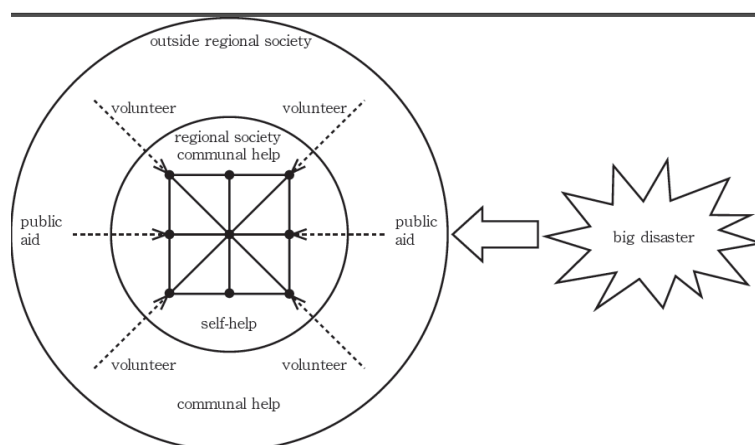 outside regional society
volunteer
volunteer
regional society
communal help
public
aid
public
aid
big disaster
self-help
volunteer
volunteer
communal help